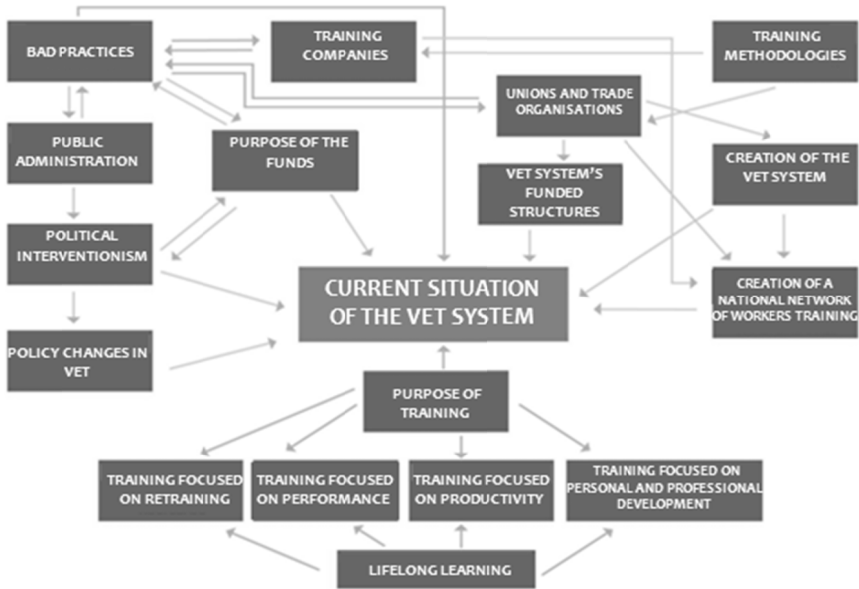 BAD PRACTICES
TRAINING
COMPANIES
TRAINING
METHODOLOGIES
UNIONS AND TRADE
ORGANISATIONS
PUBLIC
ADMINISTRATION
PURPOSE OF THE
FUNDS
VET SYSTEM'S
FUNDED
STRUCTURES
CREATION OF THE
VET SYSTEM
POLITICAL
INTERVENTIONISM
CURRENT SITUATION
OF THE VET SYSTEM
CREATION OF A
NATIONAL NETWORK
OF WORKERS TRAINING
POLICY CHANGES IN
VET
PURPOSE OF
TRAINING
TRAINING FOCUSED
ON RETRAINING
TRAINING FOCUSED
ON PERFORMANCE
TRAINING FOCUSED
ON PRODUCTIVITY
TRAINING FOCUSED ON
PERSONAL AND PROFESSIONAL
DEVELOPMENT
LIFELONG LEARNING